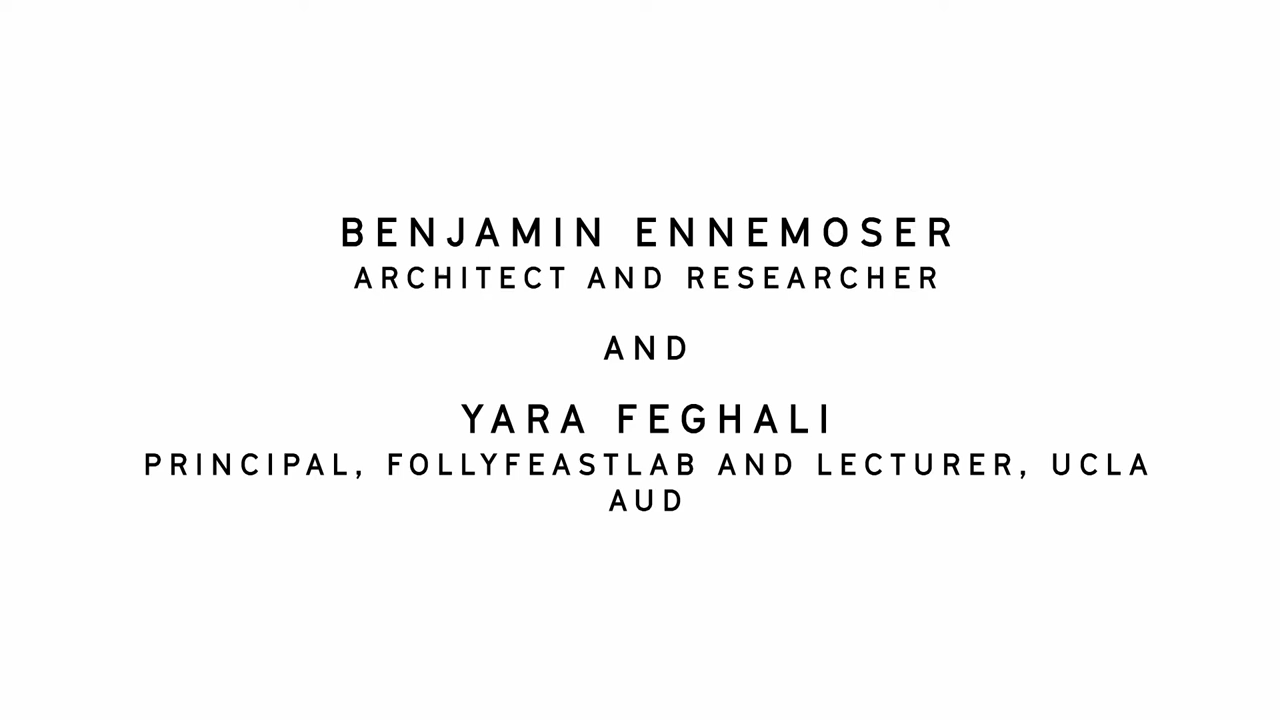 BENJAMIN ENNEMOSER
ARCHITECT AND RESEARCHER
AND
YARA FEGHALI
PRINCIPAL, FOLLYFEASTLAB AND LECTURER, UCLA
AUD